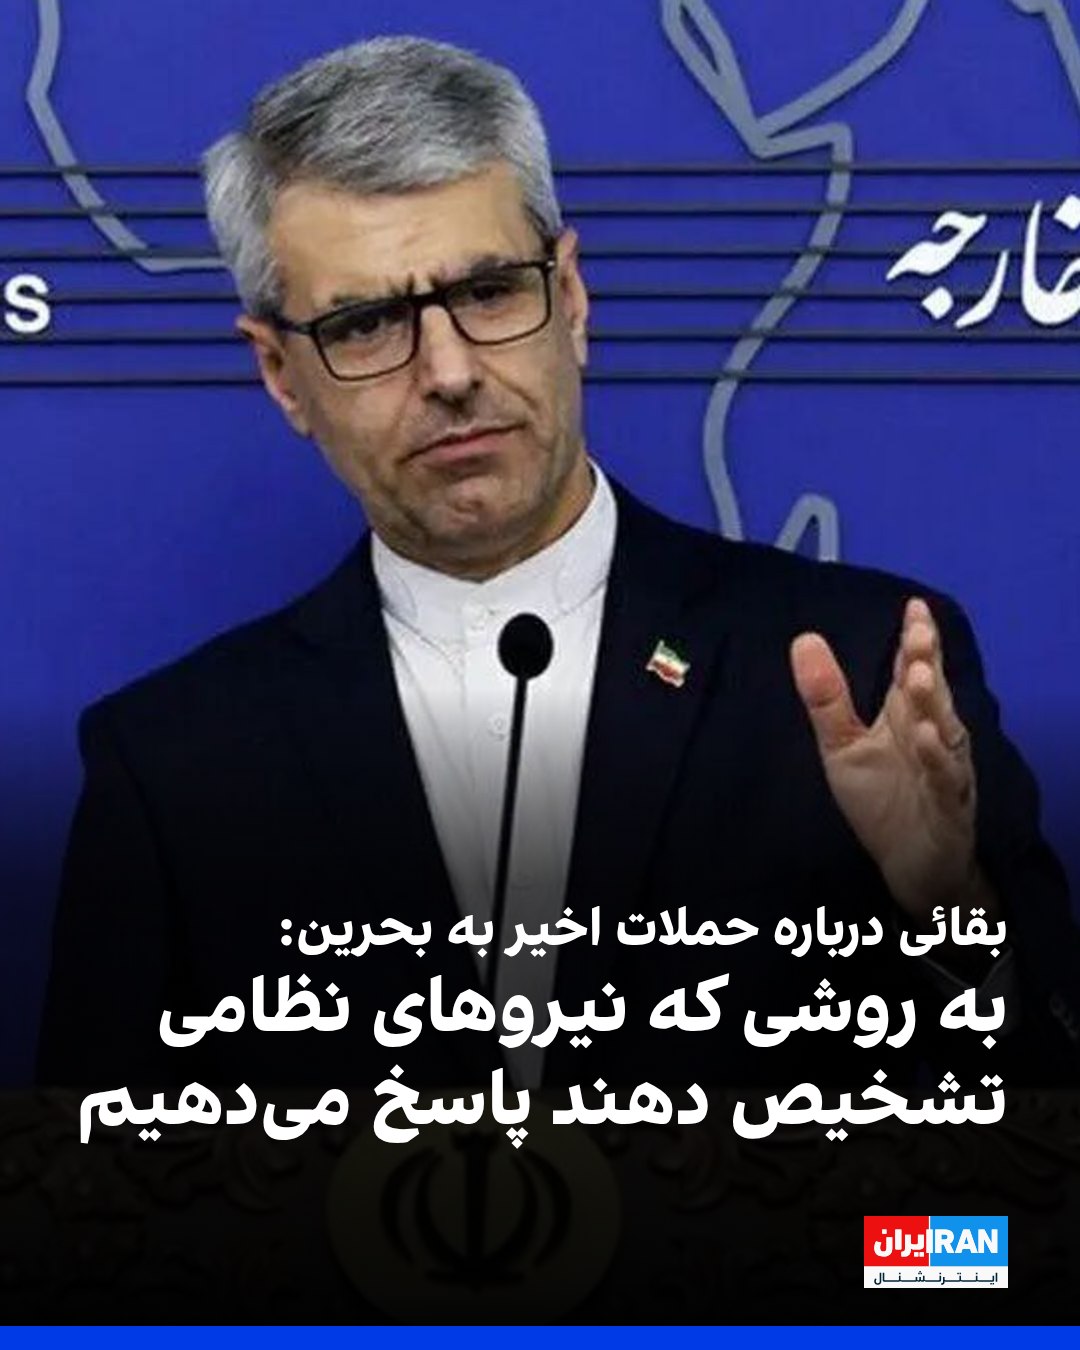 خارجه
s
بقائی درباره حملات اخیر به بحرین:
به روشی که نیروهای نظامی
تشخیص دهند پاسخ می‌دهیم
ایران IRAN
اینترنشنال